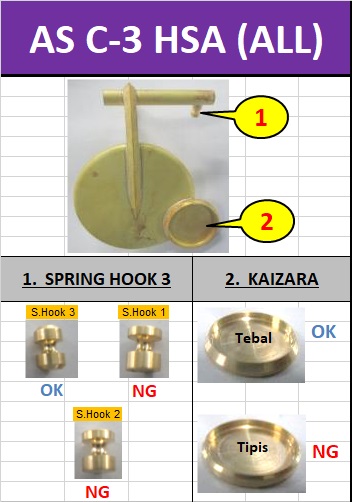 AS C-3 HSA (ALL)
1
2
1. SPRING HOOK 3
2. KAIZARA
S.Hook 3
S.Hook 1
OK
NG
S.Hook 2
NG
Tebal
OK
Tipis
NG